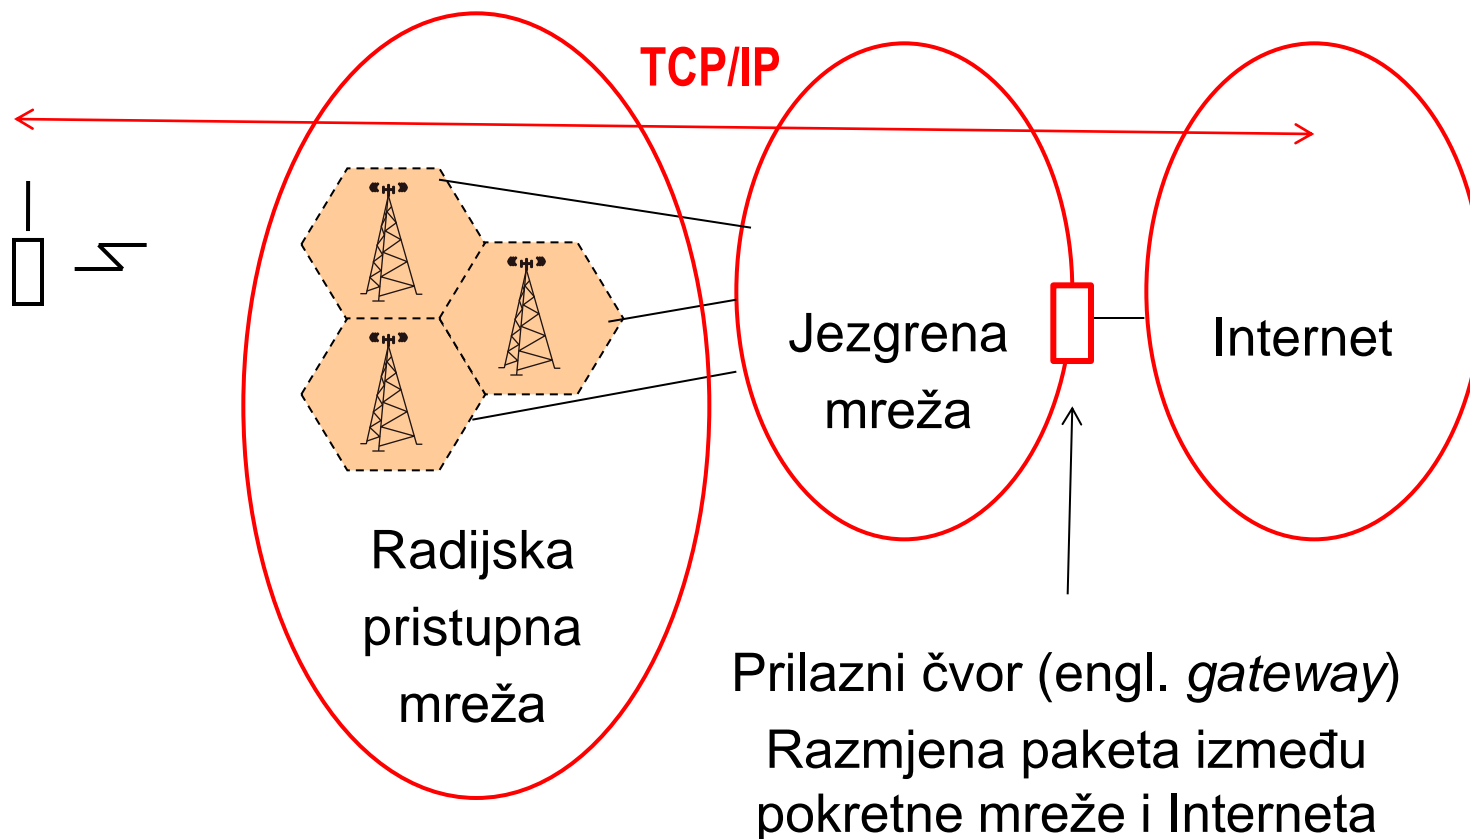 TCP/IP
Jezgrena
mreža
Internet
Radijska
pristupna
mreža
Prilazni čvor (engl. gateway)
Razmjena paketa između
pokretne mreže i Interneta